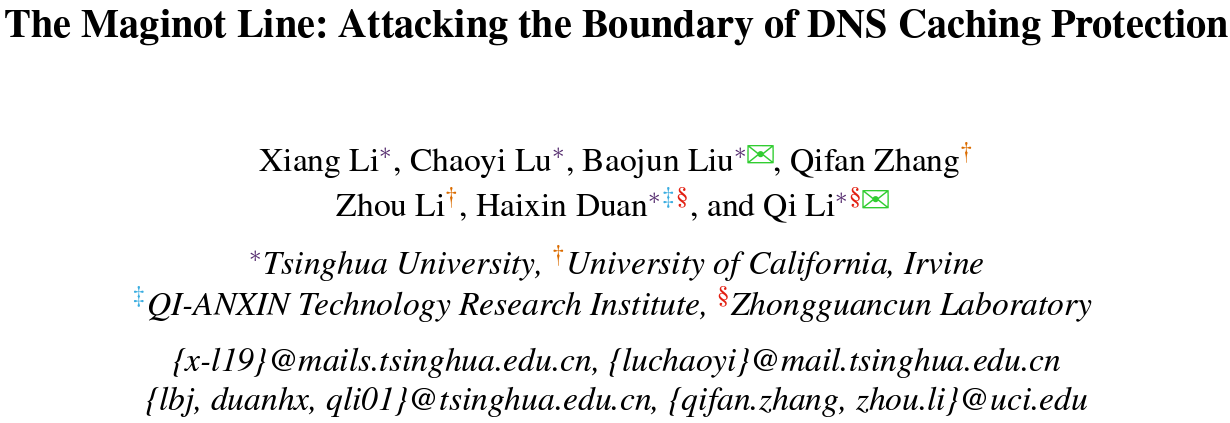 The Maginot Line: Attacking the Boundary of DNS Caching Protection
Xiang Li*, Chaoyi Lu*, Baojun Liu*✉, Qifan Zhang†
Zhou Li†, Haixin Duan*‡§, and Qi Li*§✉
*Tsinghua University, †University of California, Irvine
‡QI-ANXIN Technology Research Institute, §Zhongguancun Laboratory
{x-l19}@mails.tsinghua.edu.cn, {luchaoyi}@mail.tsinghua.edu.cn
{lbj, duanhx, qli01}@tsinghua.edu.cn, {qifan.zhang, zhou.li}@uci.edu